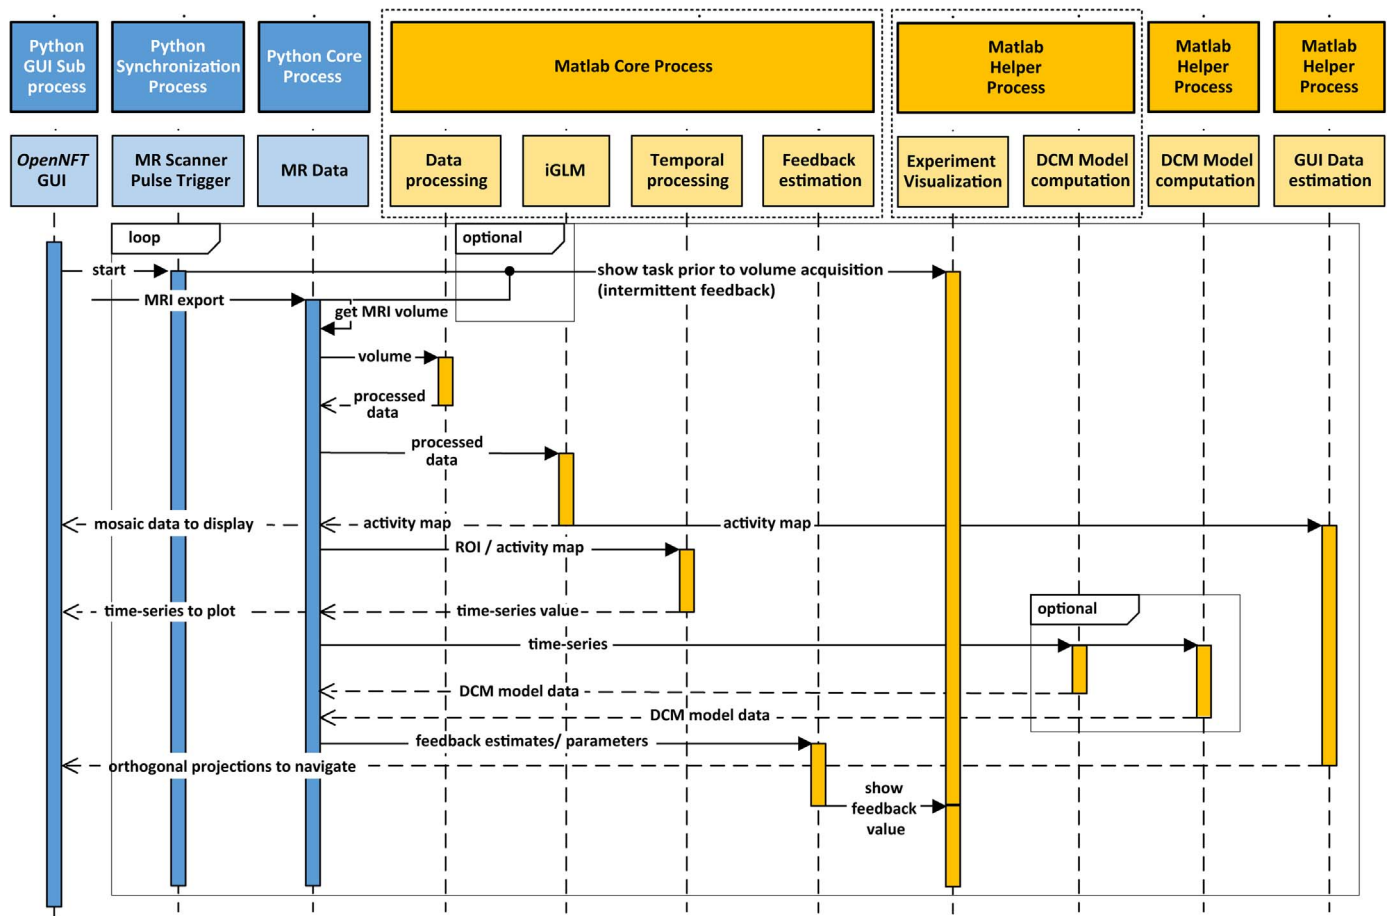 Python
GUI Sub
process
Python
Synchronization
Process
Python Core
Process
Matlab Core Process
Matlab
Helper
Process
Matlab
Helper
Process
Matlab
Helper
Process
OpenNFT
GUI
MR Scanner
Pulse Trigger
MR Data
Data
processing
iGLM
Temporal
processing
Feedback
estimation
Experiment
Visualization
DCM Model
computation
DCM Model
computation
GUI Data
estimation
loop
optional
start
show task prior to volume acquisition
(intermittent feedback)
MRI export
get MRI volume
volume
processed
data
processed
data
mosaic data to display
activity map
activity map
ROI / activity map
time-series to plot
time-series value
optional
time-series
DCM model data
DCM model data
feedback estimates/ parameters
orthogonal projections to navigate
show
feedback
value